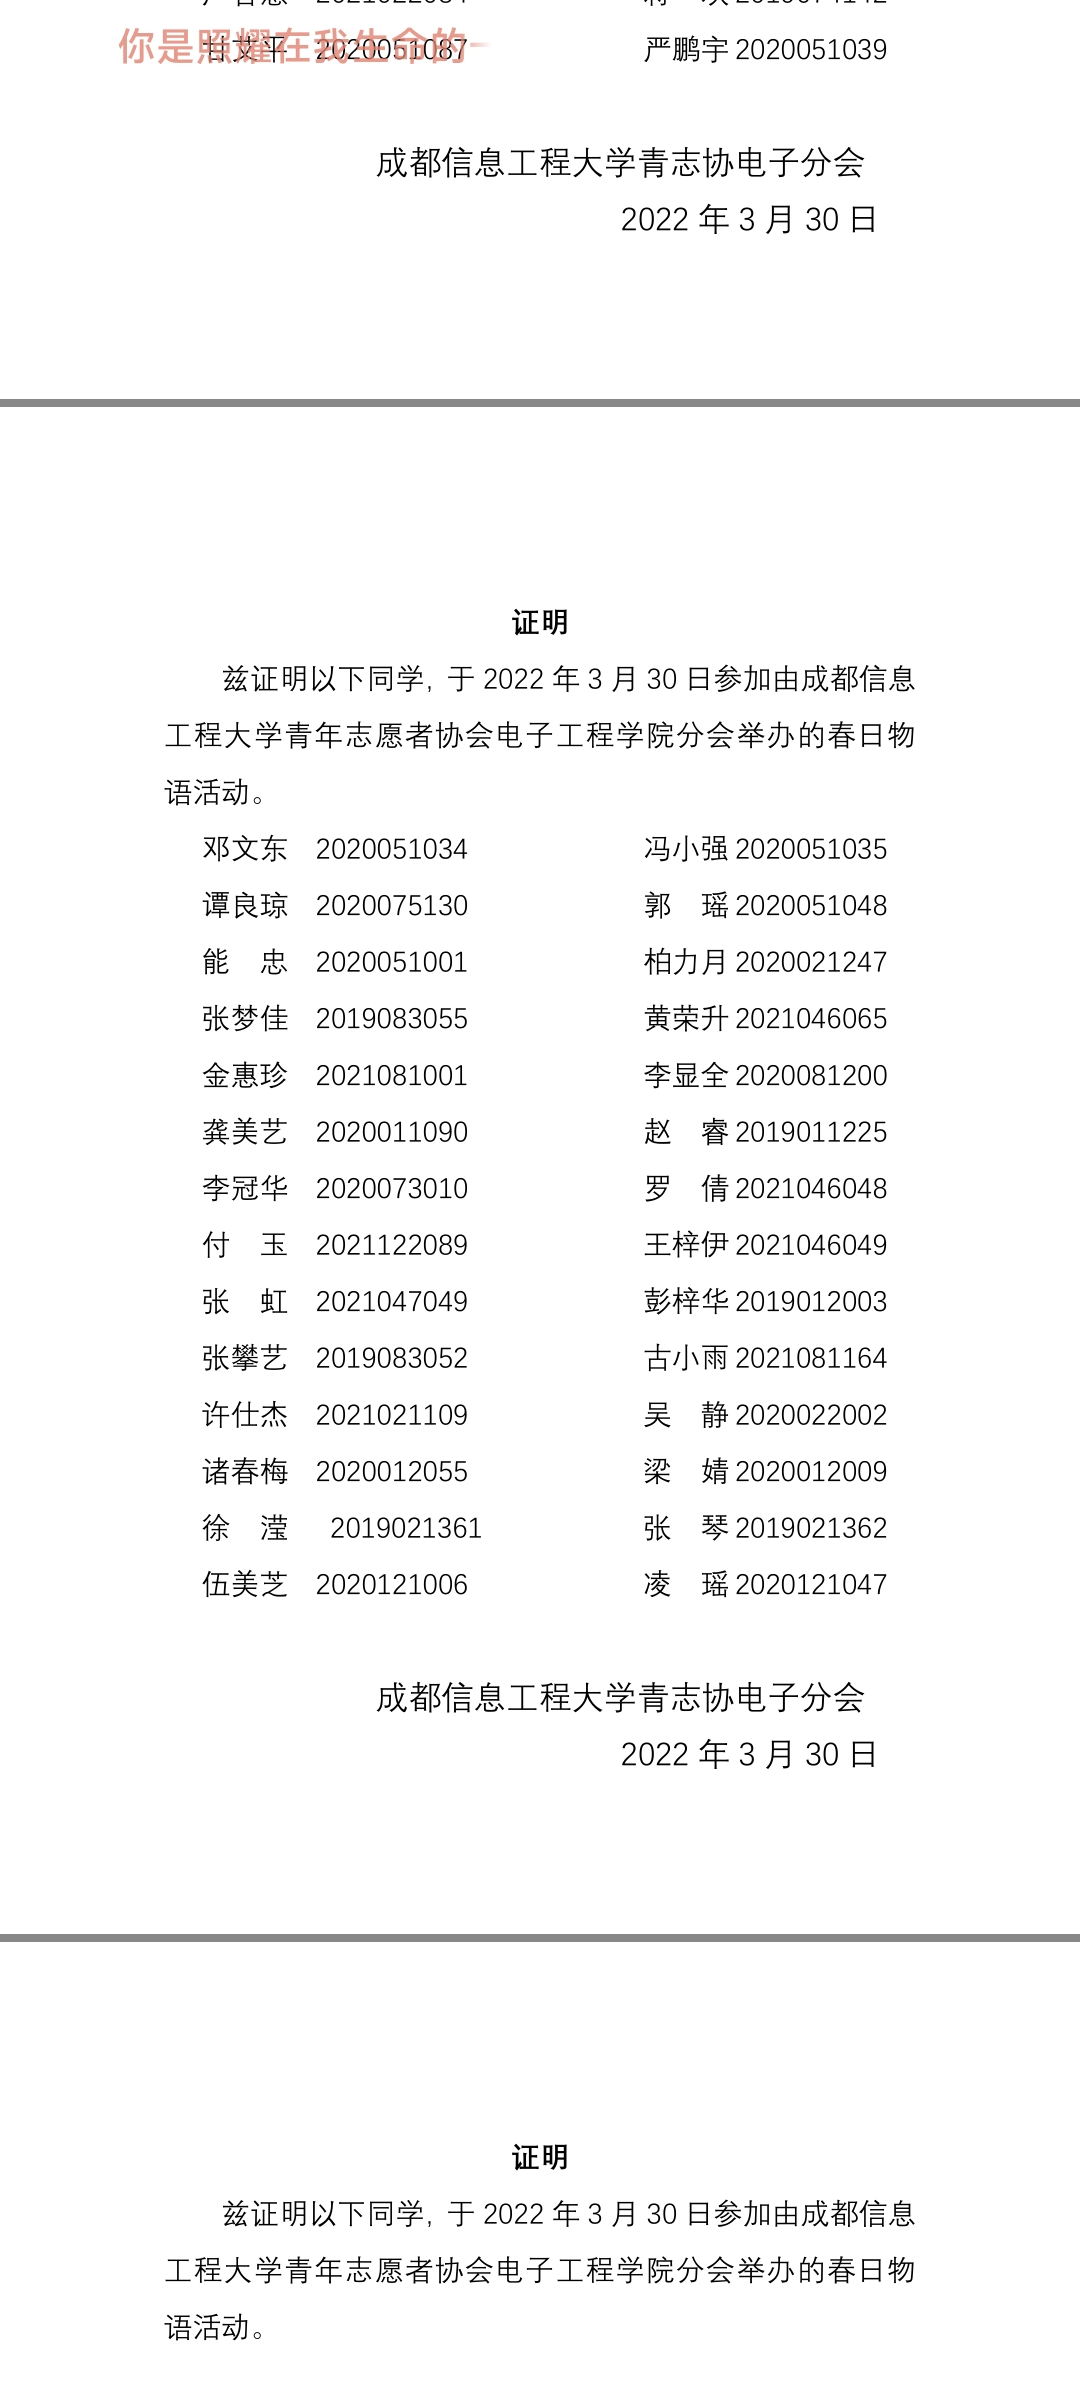 你是照耀在我生命的一
甘艾平 2020051087 严鹏宇 2020051039
成都信息工程大学青志协电子分会
2022 年 3 月 30 日
证明
兹证明以下同学, 于 2022 年 3 月 30 日参加由成都信息
工程大学青年志愿者协会电子工程学院分会举办的春日物
语活动。
邓文东 2020051034 冯小强 2020051035
谭良琼 2020075130 郭 瑶 2020051048
能 忠 2020051001 柏力月 2020021247
张梦佳 2019083055 黄荣升 2021046065
金惠珍 2021081001 李显全 2020081200
龚美艺 2020011090 赵 睿 2019011225
李冠华 2020073010 罗 倩 2021046048
付 玉 2021122089 王梓伊 2021046049
张 虹 2021047049 彭梓华 2019012003
张攀艺 2019083052 古小雨 2021081164
许仕杰 2021021109 吴 静 2020022002
诸春梅 2020012055 梁 婧 2020012009
徐 滢 2019021361 张 琴 2019021362
伍美芝 2020121006 凌 瑶 2020121047
成都信息工程大学青志协电子分会
2022 年 3 月 30 日
证明
兹证明以下同学, 于 2022 年 3 月 30 日参加由成都信息
工程大学青年志愿者协会电子工程学院分会举办的春日物
语活动。